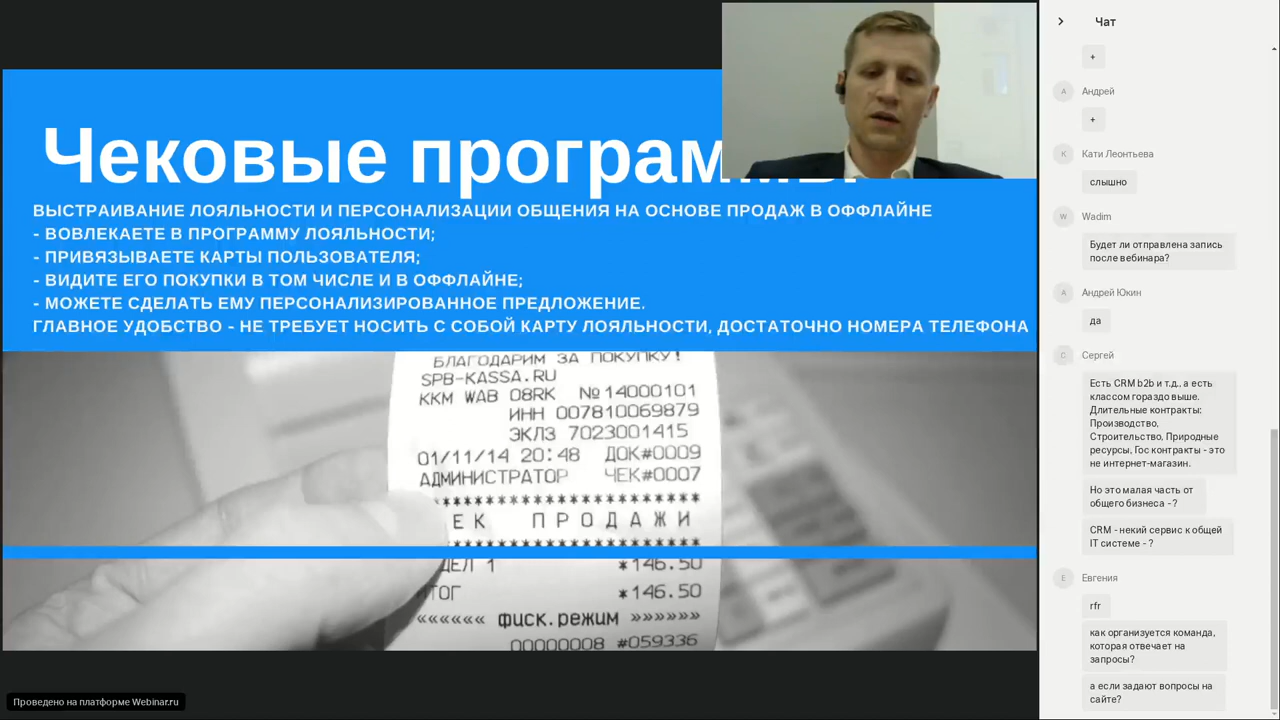 Чековые программы
ВЫСТРАИВАНИЕ ЛОЯЛЬНОСТИ И ПЕРСОНАЛИЗАЦИИ ОБЩЕНИЯ НА ОСНОВЕ ПРОДАЖ В ОФФЛАЙНЕ
- ВОВЛЕКАЕТЕ В ПРОГРАММУ ЛОЯЛЬНОСТИ;
- ПРИВЯЗЫВАЕТЕ КАРТЫ ПОЛЬЗОВАТЕЛЯ;
- ВИДИТЕ ЕГО ПОКУПКИ В ТОМ ЧИСЛЕ И В ОФФЛАЙНЕ;
- МОЖЕТЕ СДЕЛАТЬ ЕМУ ПЕРСОНАЛИЗИРОВАННОЕ ПРЕДЛОЖЕНИЕ.
ГЛАВНОЕ УДОБСТВО - НЕ ТРЕБУЕТ НОСИТЬ С СОБОЙ КАРТУ ЛОЯЛЬНОСТИ, ДОСТАТОЧНО НОМЕРА ТЕЛЕФОНА
БЛАГОДАРИМ ЗА ПОКУПКУ!
SPB-KASSA.RU
ККМ WAB 08RK №14000101
ИНН 007810069879
ЭКЛЗ 7023001415
01/11/14 20:48 ДОК#0009
АДМИНИСТРАТОР ЧЕК#0007
ЕК ПРОДАЖИ
ДЕЛ 1 *146.50
ИТОГ *146.50
«««««« фиск.режим »»»»»»
00000008 #059336
Проведено на платформе Webinar.ru
Чат
+
А Андрей
+
К Кати Леонтьева
слышно
W Wadim
Будет ли отправлена запись
после вебинара?
А Андрей Юкин
да
С Сергей
Есть CRM b2b и т.д., а есть
классом гораздо выше.
Длительные контракты:
Производство,
Строительство, Природные
ресурсы, Гос контракты - это
не интернет-магазин.
Но это малая часть от
общего бизнеса -?
CRM - некий сервис к общей
IT системе - ?
Е Евгения
rfr
как организуется команда,
которая отвечает на
запросы?
а если задают вопросы на
сайте?